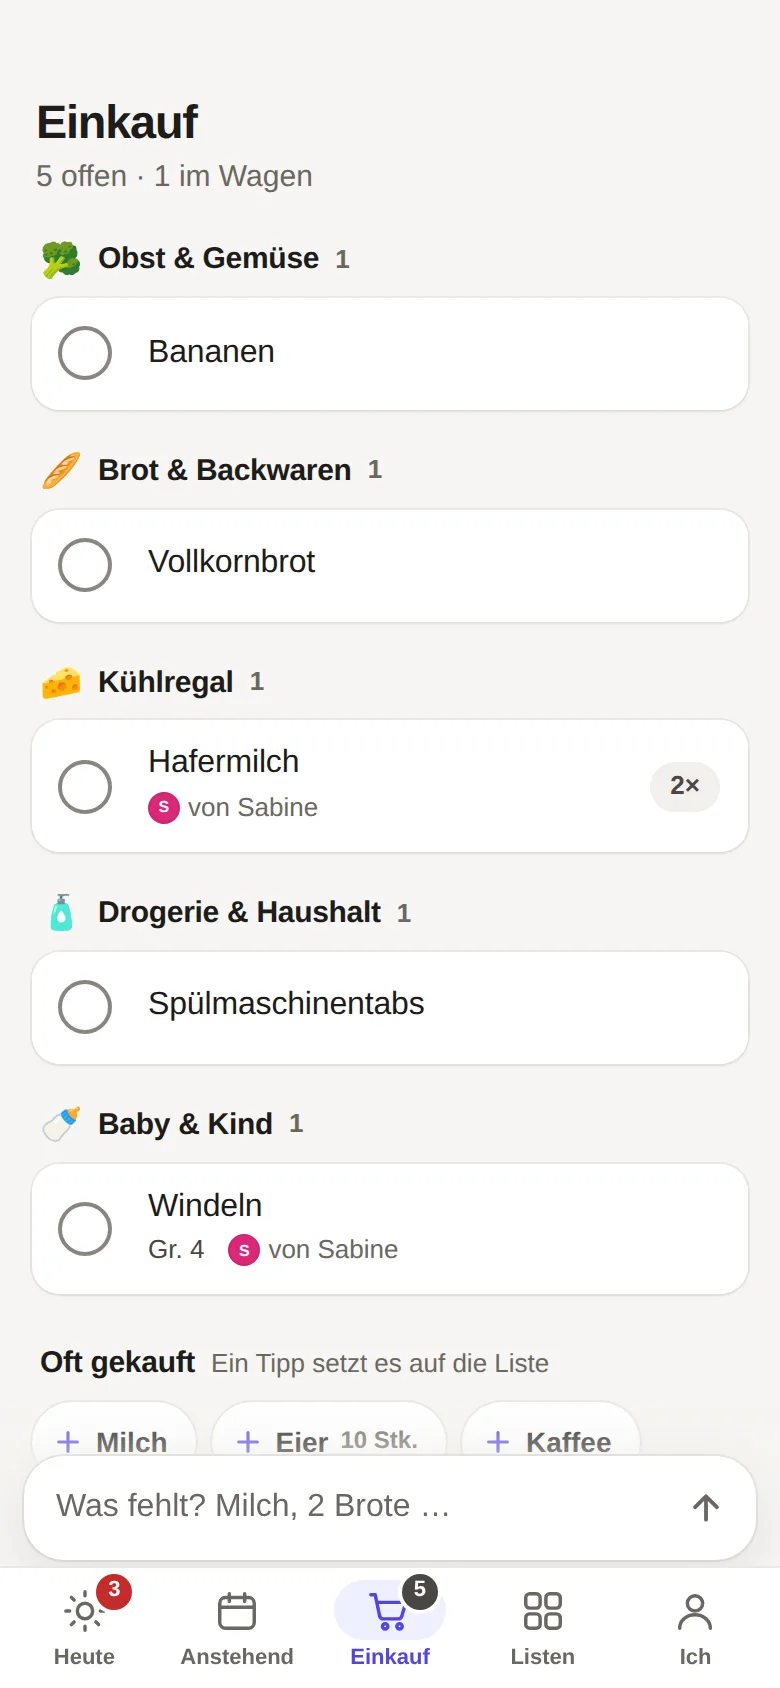 Einkauf
5 offen · 1 im Wagen
Obst & Gemüse 1
Bananen
Brot & Backwaren 1
Vollkornbrot
Kühlregal 1
Hafermilch
S von Sabine
2×
Drogerie & Haushalt 1
Spülmaschinentabs
Baby & Kind 1
Windeln
Gr. 4 S von Sabine
Oft gekauft Ein Tipp setzt es auf die Liste
Milch Eier 10 Stk. Kaffee
Was fehlt? Milch, 2 Brote …
3 5
Heute Anstehend Einkauf Listen Ich